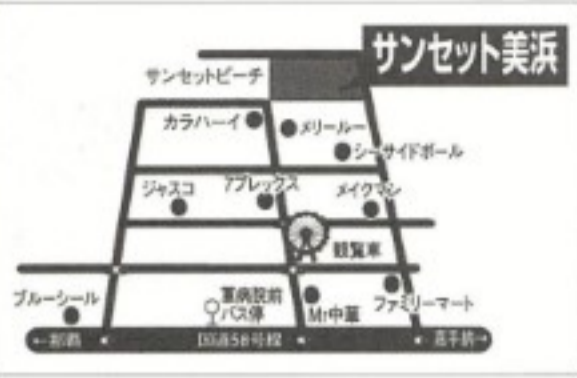 サンセット美浜
サンセットビーチ
カラハーイ
メリールー
シーサイドボール
ジャスコ
7プレックス
メイクマン
観覧車
ブルーシール
軍病院前
バス停
Mr中華
ファミリーマート
←那覇
国道58号線
嘉手納→